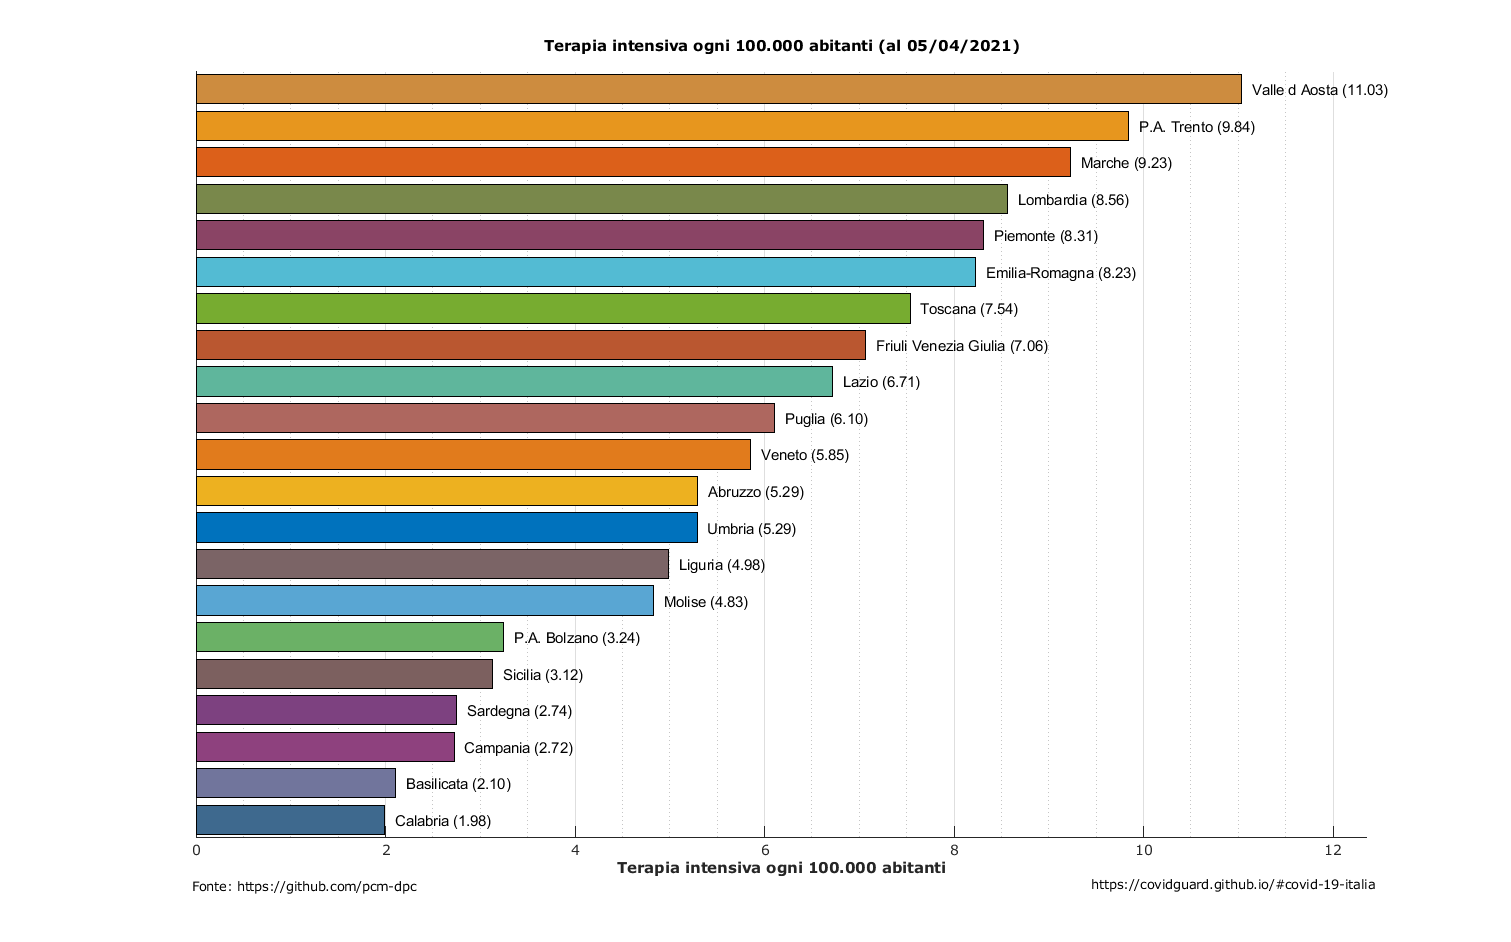 Terapia intensiva ogni 100.000 abitanti (al 05/04/2021)
Valle d Aosta (11.03)
P.A. Trento (9.84)
Marche (9.23)
Lombardia (8.56)
Piemonte (8.31)
Emilia-Romagna (8.23)
Toscana (7.54)
Friuli Venezia Giulia (7.06)
Lazio (6.71)
Puglia (6.10)
Veneto (5.85)
Abruzzo (5.29)
Umbria (5.29)
Liguria (4.98)
Molise (4.83)
P.A. Bolzano (3.24)
Sicilia (3.12)
Sardegna (2.74)
Campania (2.72)
Basilicata (2.10)
Calabria (1.98)
0 2 4 6 8 10 12
Terapia intensiva ogni 100.000 abitanti
Fonte: https://github.com/pcm-dpc
https://covidguard.github.io/#covid-19-italia